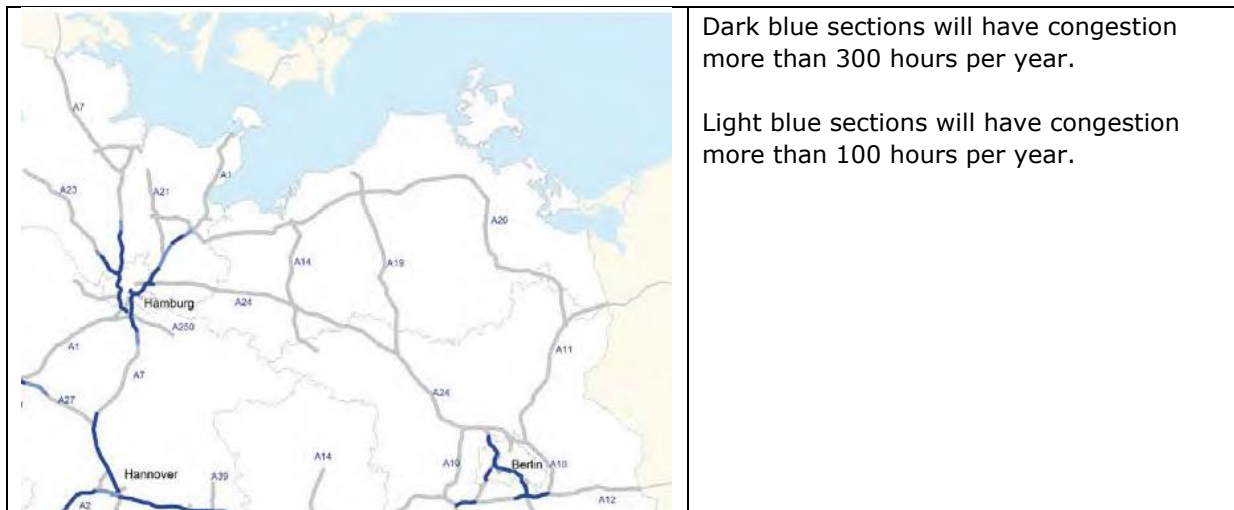 A7
A23
A21
A1
A20
A14
A19
Hamburg
A24
A250
A1
A7
A11
A27
A24
Hannover
A39
A14
A10
Berlin
A10
A2
A12
Dark blue sections will have congestion
more than 300 hours per year.
Light blue sections will have congestion
more than 100 hours per year.